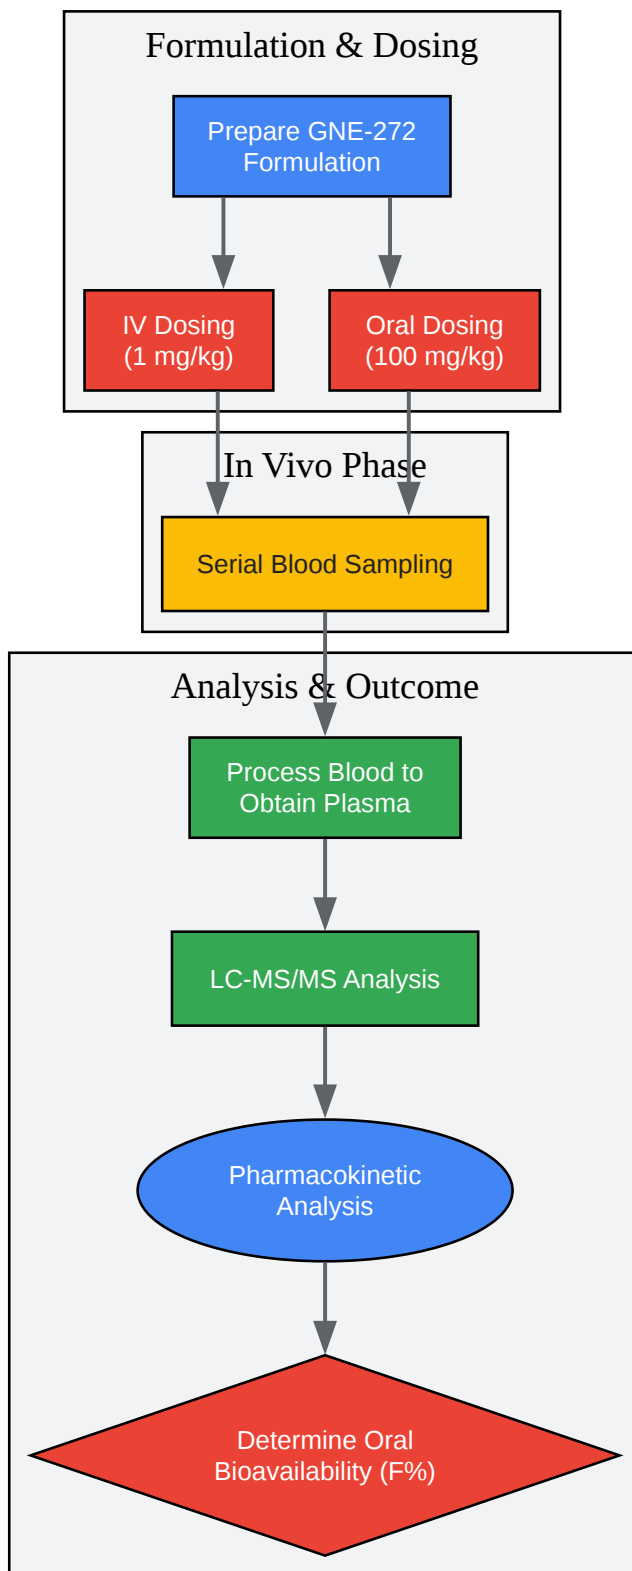 Formulation & Dosing
Prepare GNE-272
Formulation
IV Dosing
(1 mg/kg)
Oral Dosing
(100 mg/kg)
In Vivo Phase
Serial Blood Sampling
Analysis & Outcome
Process Blood to
Obtain Plasma
LC-MS/MS Analysis
Pharmacokinetic
Analysis
Determine Oral
Bioavailability (F%)